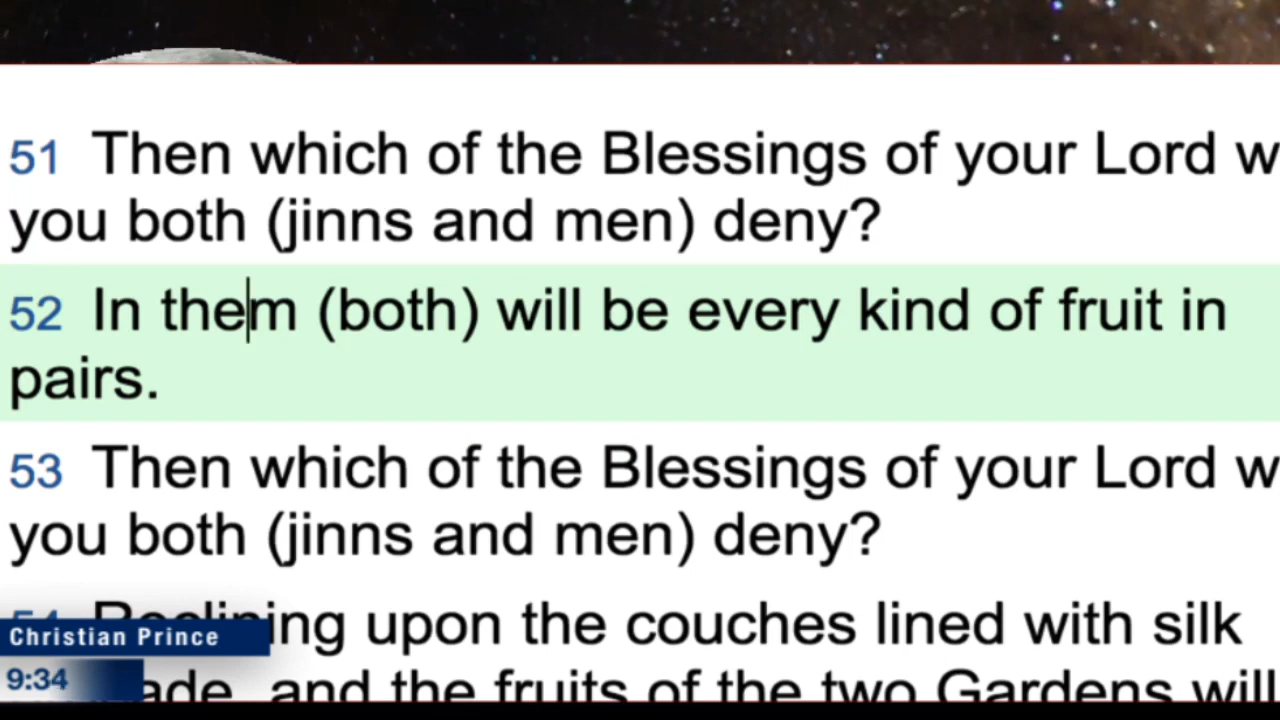 51 Then which of the Blessings of your Lord w
you both (jinns and men) deny?
52 In them (both) will be every kind of fruit in
pairs.
53 Then which of the Blessings of your Lord w
you both (jinns and men) deny?
54 Reclining upon the couches lined with silk
Christian Prince
9:34
ade, and the fruits of the two Gardens will